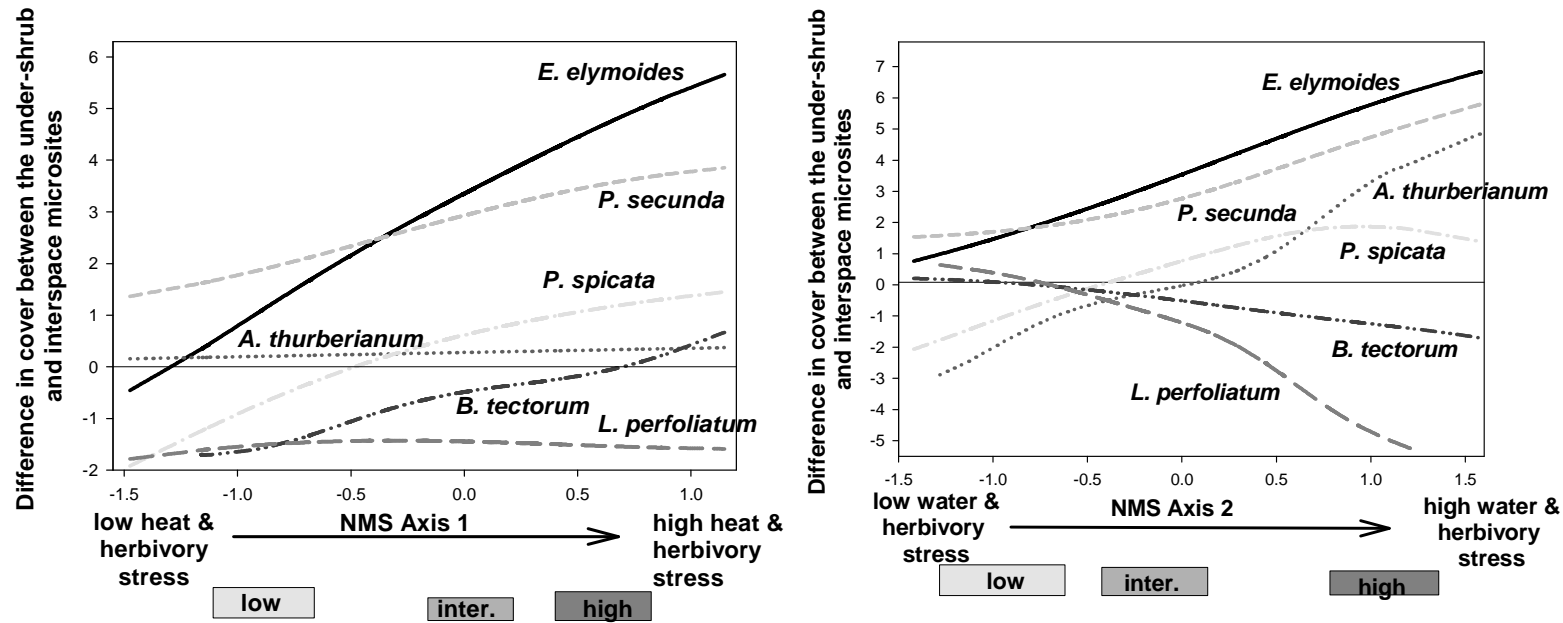 Difference in cover between the under-shrub
and interspace microsites
6
5
4
3
2
1
0
-1
-2
E. elymoides
P. secunda
P. spicata
A. thurberianum
B. tectorum
L. perfoliatum
-1.5 -1.0 -0.5 0.0 0.5 1.0
low heat &
herbivory
stress
NMS Axis 1
high heat &
herbivory
stress
low
inter.
high
Difference in cover between the under-shrub
and interspace microsites
7
6
5
4
3
2
1
0
-1
-2
-3
-4
-5
E. elymoides
A. thurberianum
P. secunda
P. spicata
B. tectorum
L. perfoliatum
-1.5 -1.0 -0.5 0.0 0.5 1.0 1.5
low water &
herbivory
stress
NMS Axis 2
high water &
herbivory
stress
low
inter.
high